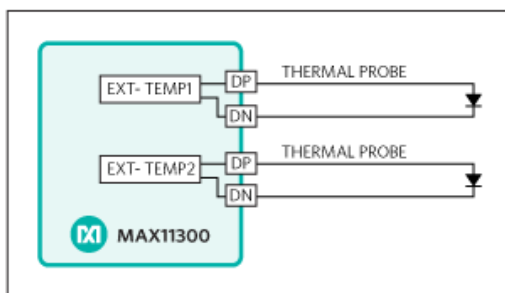 EXT- TEMP1
DP
THERMAL PROBE
DN
EXT- TEMP2
DP
THERMAL PROBE
DN
MAX11300